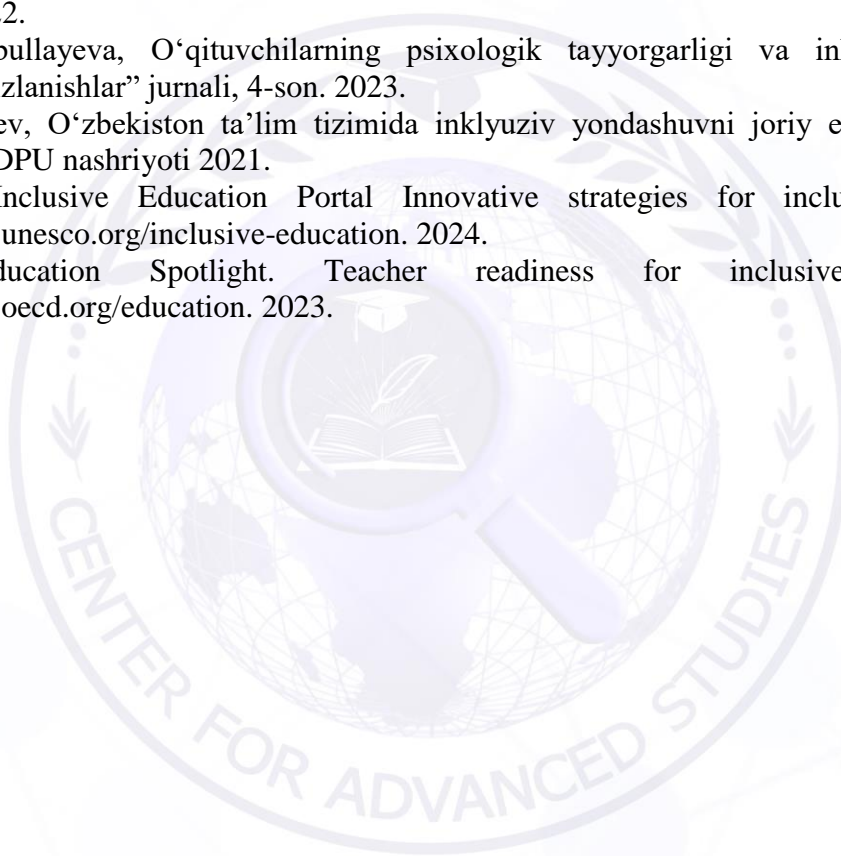 22.
bullayeva, O‘qituvchilarning psixologik tayyorgarligi va in
zlanishlar” jurnali, 4-son. 2023.
ev, O‘zbekiston ta’lim tizimida inklyuziv yondashuvni joriy e
DPU nashriyoti 2021.
Inclusive Education Portal Innovative strategies for inclu
unesco.org/inclusive-education. 2024.
ducation Spotlight. Teacher readiness for inclusive
oecd.org/education. 2023.
CENTER FOR ADVANCED STUDIES